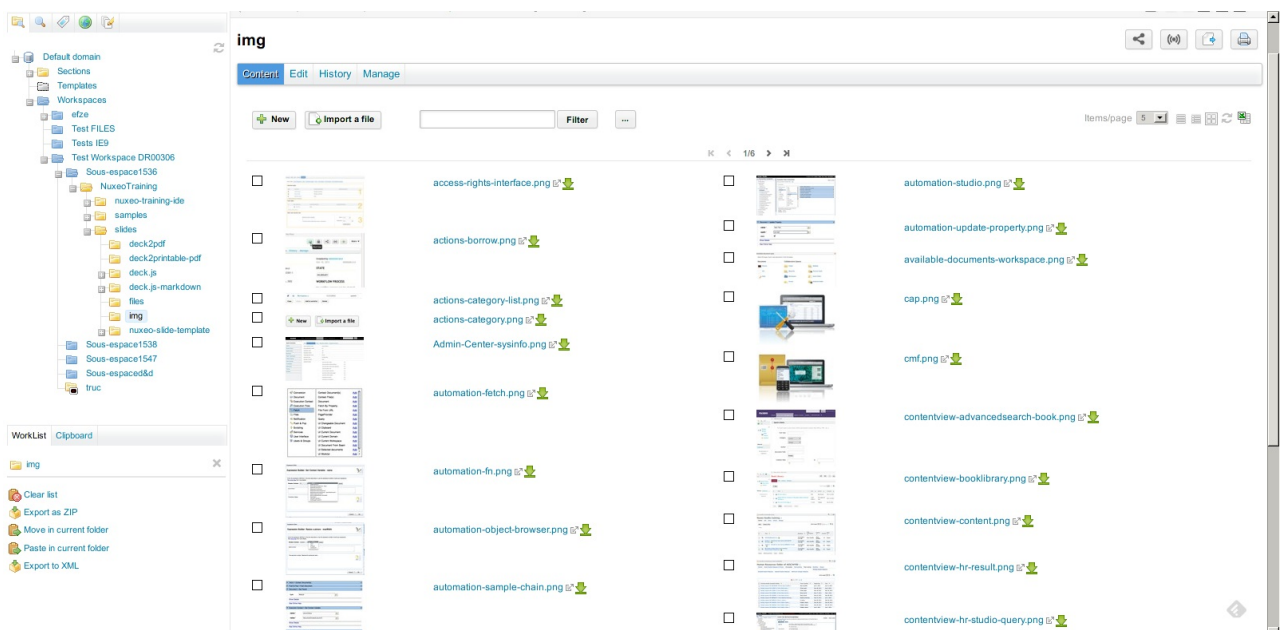 img
Content Edit History Manage
New Import a file Filter ... Items/page 5
1/6
Default domain
Sections
Templates
Workspaces
efze
Test FILES
Tests IE9
Test Workspace DR00306
Sous-espace1536
NuxeoTraining
nuxeo-training-ide
samples
slides
deck2pdf
deck2printable-pdf
deck.js
deck.js-markdown
files
img
nuxeo-slide-template
Sous-espace1538
Sous-espace1547
Sous-espaced&d
truc
WorkList Clipboard
img
Clear list
Export as ZIP
Move in current folder
Paste in current folder
Export to XML
access-rights-interface.png
actions-borrow.png
actions-category-list.png
New Import a file
actions-category.png
Admin-Center-sysinfo.png
automation-fetch.png
automation-fn.png
automation-object-browser.png
automation-sample-chain.png
automation-studio.png
automation-update-property.png
available-documents-workspace.png
cap.png
cmf.png
contentview-advancedsearch-book.png
contentview-booklibrary.png
contentview-content.png
contentview-hr-result.png
contentview-hr-studio-query.png